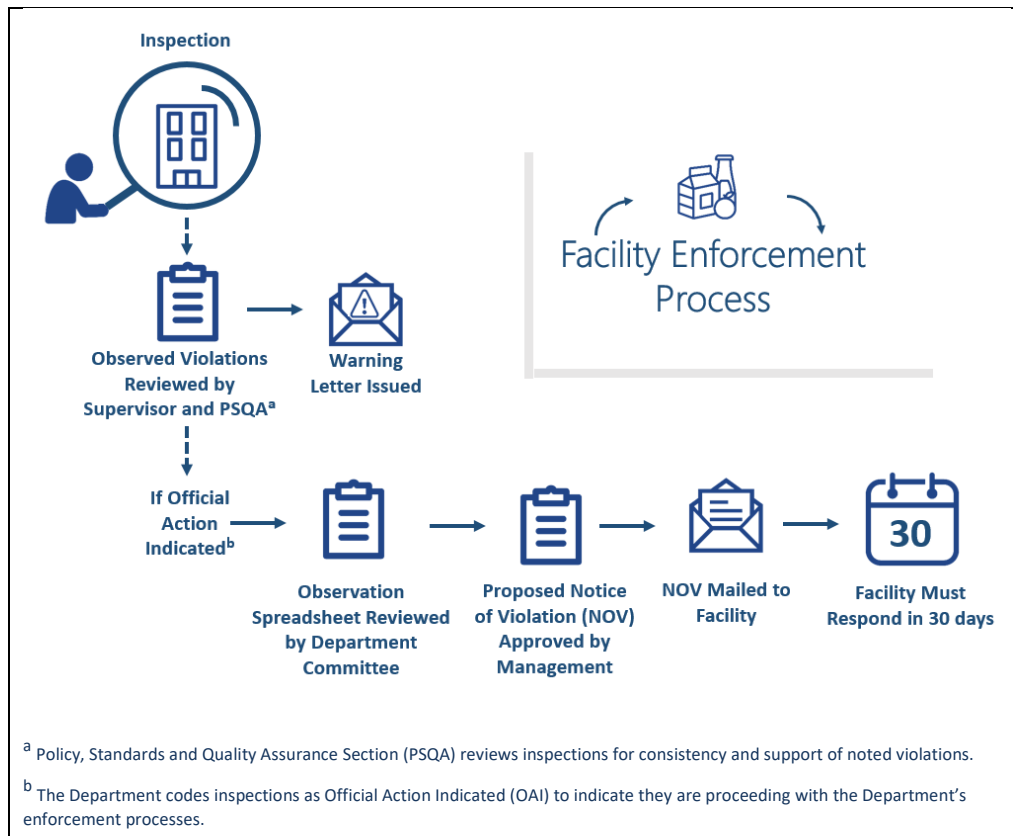 Inspection
Facility Enforcement
Process
Observed Violations
Reviewed by
Supervisor and PSQAᵃ
Warning
Letter Issued
If Official
Action
Indicatedᵇ
Observation
Spreadsheet Reviewed
by Department
Committee
Proposed Notice
of Violation (NOV)
Approved by
Management
NOV Mailed to
Facility
30
Facility Must
Respond in 30 days
ᵃ Policy, Standards and Quality Assurance Section (PSQA) reviews inspections for consistency and support of noted violations.
ᵇ The Department codes inspections as Official Action Indicated (OAI) to indicate they are proceeding with the Department’s
enforcement processes.